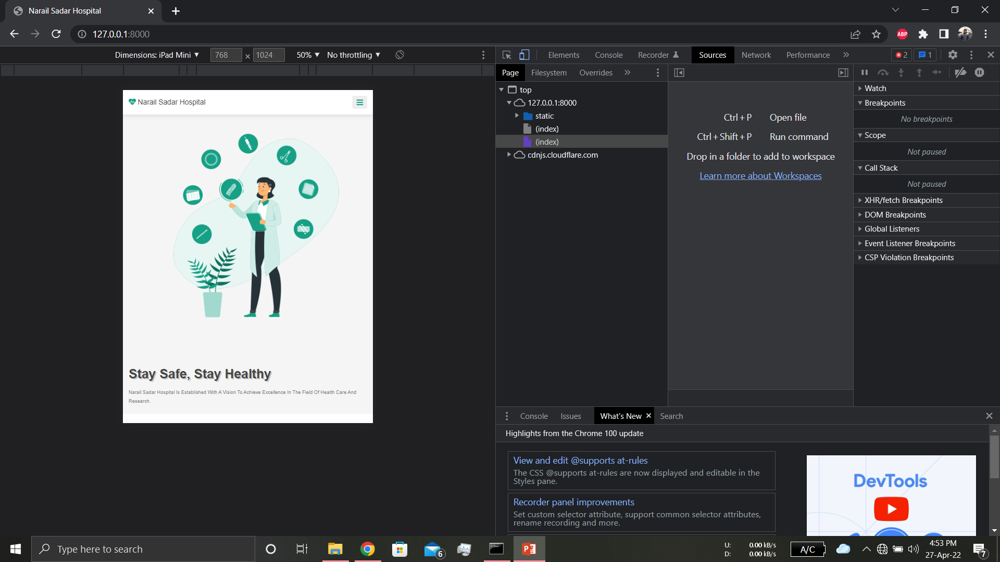 Narail Sadar Hospital
127.0.0.1:8000
ABP
Dimensions: iPad Mini ▼ 768 × 1024 50% ▼ No throttling ▼
Elements Console Recorder Sources Network Performance » 2 1
Page Filesystem Overrides »
top
127.0.0.1:8000
static
(index)
(index)
cdnjs.cloudflare.com
Ctrl + P Open file
Ctrl + Shift + P Run command
Drop in a folder to add to workspace
Learn more about Workspaces
Watch
Breakpoints
No breakpoints
Scope
Not paused
Call Stack
Not paused
XHR/fetch Breakpoints
DOM Breakpoints
Global Listeners
Event Listener Breakpoints
CSP Violation Breakpoints
Narail Sadar Hospital
Stay Safe, Stay Healthy
Narail Sadar Hospital Is Established With A Vision To Achieve Excellence In The Field Of Health Care And
Research.
Console Issues What's New Search
Highlights from the Chrome 100 update
View and edit @supports at-rules
The CSS @supports at-rules are now displayed and editable in the
Styles pane.
Recorder panel improvements
Set custom selector attribute, support common selector attributes,
rename recording and more.
DevTools
Type here to search
6
U: 0.00 kB/s
D: 0.00 kB/s
A/C
4:53 PM
27-Apr-22
7